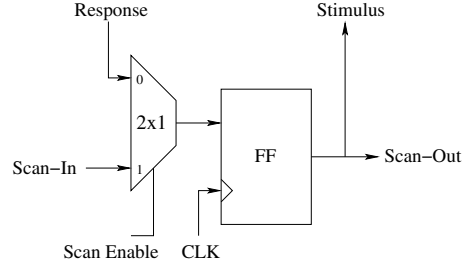 Response
Stimulus
0
2x1
FF
Scan-In
1
Scan-Out
Scan Enable
CLK